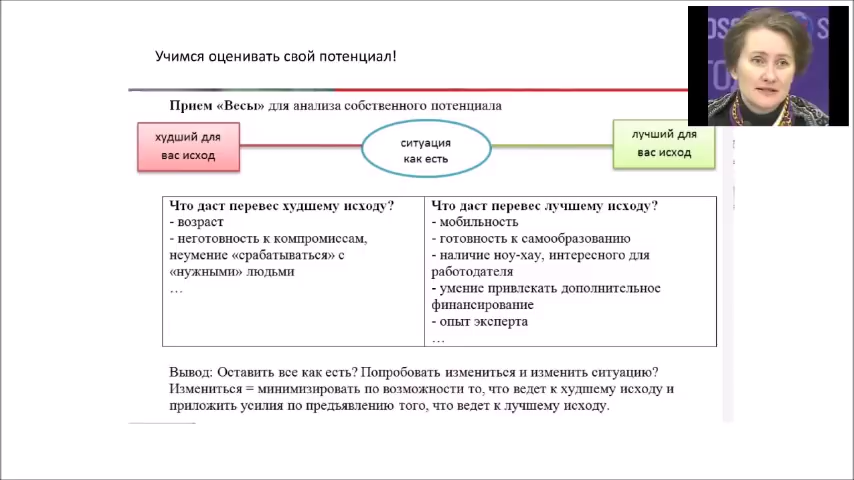 Учимся оценивать свой потенциал!
Прием «Весы» для анализа собственного потенциала
худший для
вас исход
ситуация
как есть
лучший для
вас исход
Что даст перевес худшему исходу?
- возраст
- неготовность к компромиссам,
неумение «срабатываться» с
«нужными» людьми
…
Что даст перевес лучшему исходу?
- мобильность
- готовность к самообразованию
- наличие ноу-хау, интересного для
работодателя
- умение привлекать дополнительное
финансирование
- опыт эксперта
…
Вывод: Оставить все как есть? Попробовать измениться и изменить ситуацию?
Измениться = минимизировать по возможности то, что ведет к худшему исходу и
приложить усилия по предъявлению того, что ведет к лучшему исходу.